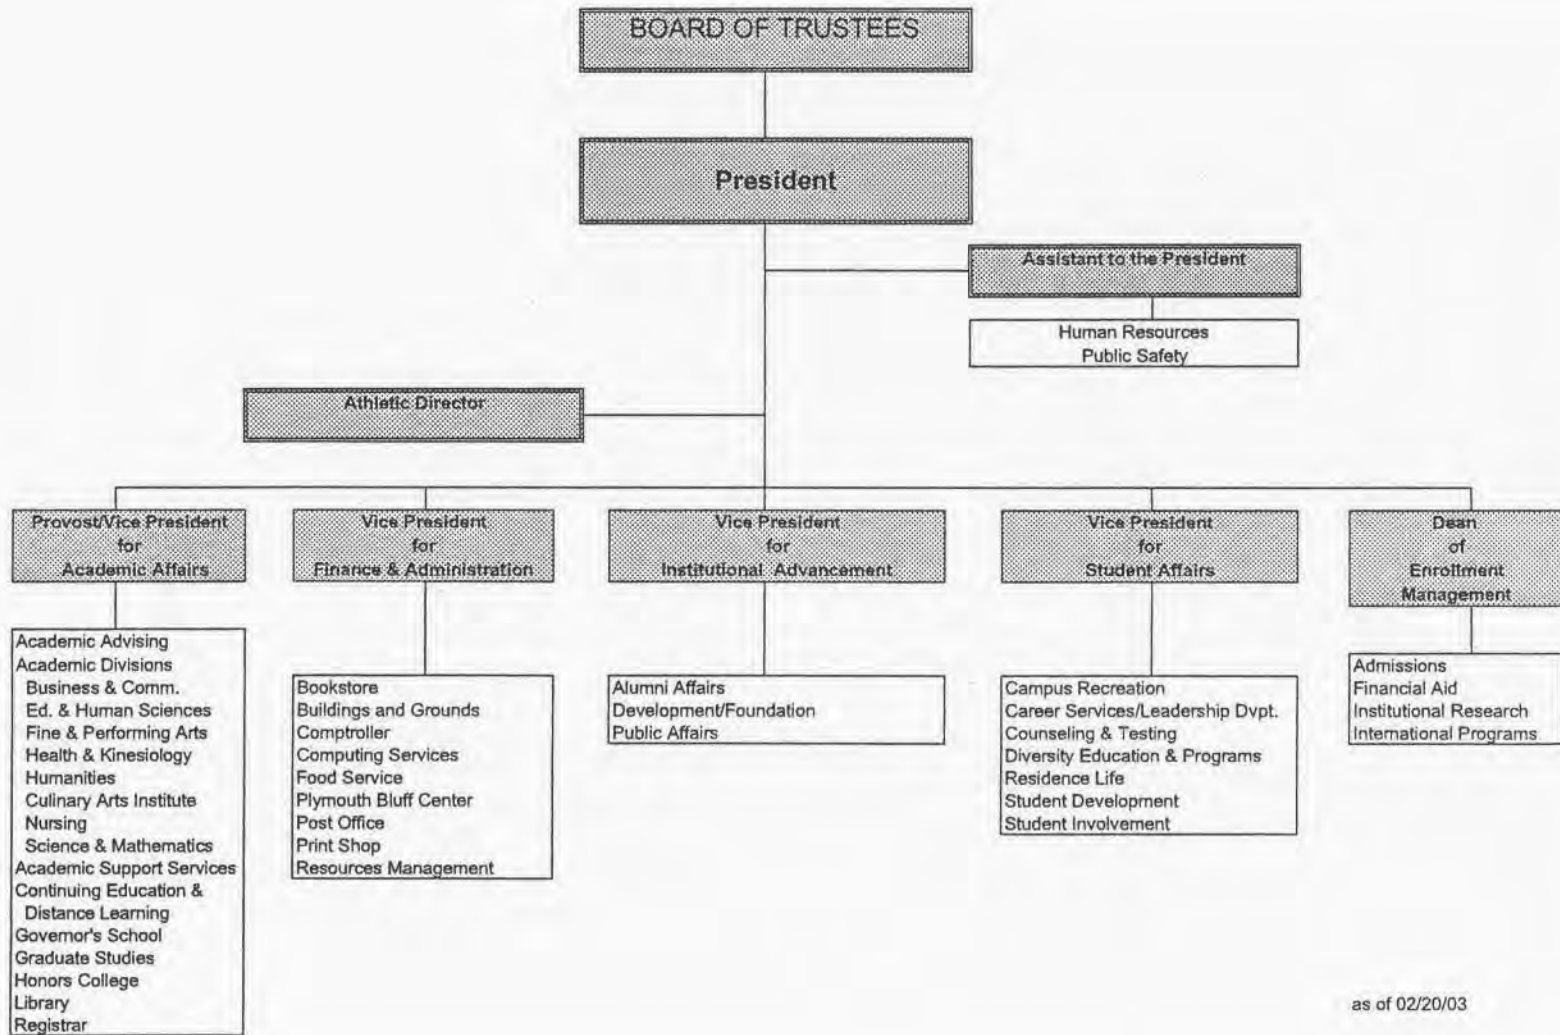 BOARD OF TRUSTEES
President
Assistant to the President
Human Resources
Public Safety
Athletic Director
Provost/Vice President
for
Academic Affairs
Academic Advising
Academic Divisions
Business & Comm.
Ed. & Human Sciences
Fine & Performing Arts
Health & Kinesiology
Humanities
Culinary Arts Institute
Nursing
Science & Mathematics
Academic Support Services
Continuing Education &
Distance Learning
Governor's School
Graduate Studies
Honors College
Library
Registrar
Vice President
for
Finance & Administration
Bookstore
Buildings and Grounds
Comptroller
Computing Services
Food Service
Plymouth Bluff Center
Post Office
Print Shop
Resources Management
Vice President
for
Institutional Advancement
Alumni Affairs
Development/Foundation
Public Affairs
Vice President
for
Student Affairs
Campus Recreation
Career Services/Leadership Dvpt.
Counseling & Testing
Diversity Education & Programs
Residence Life
Student Development
Student Involvement
Dean
of
Enrollment
Management
Admissions
Financial Aid
Institutional Research
International Programs
as of 02/20/03